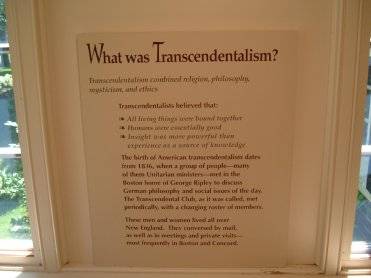 What was Transcendentalism?
Transcendentalism combined religion, philosophy,
mysticism, and ethics
Transcendentalists believed that:
❧ All living things were bound together
❧ Humans were essentially good
❧ Insight was more powerful than
experience as a source of knowledge
The birth of American transcendentalism dates
from 1836, when a group of people—many
of them Unitarian ministers—met in the
Boston home of George Ripley to discuss
German philosophy and social issues of the day.
The Transcendental Club, as it was called, met
periodically, with a changing roster of members.
These men and women lived all over
New England. They conversed by mail,
as well as in meetings and private visits—
most frequently in Boston and Concord.